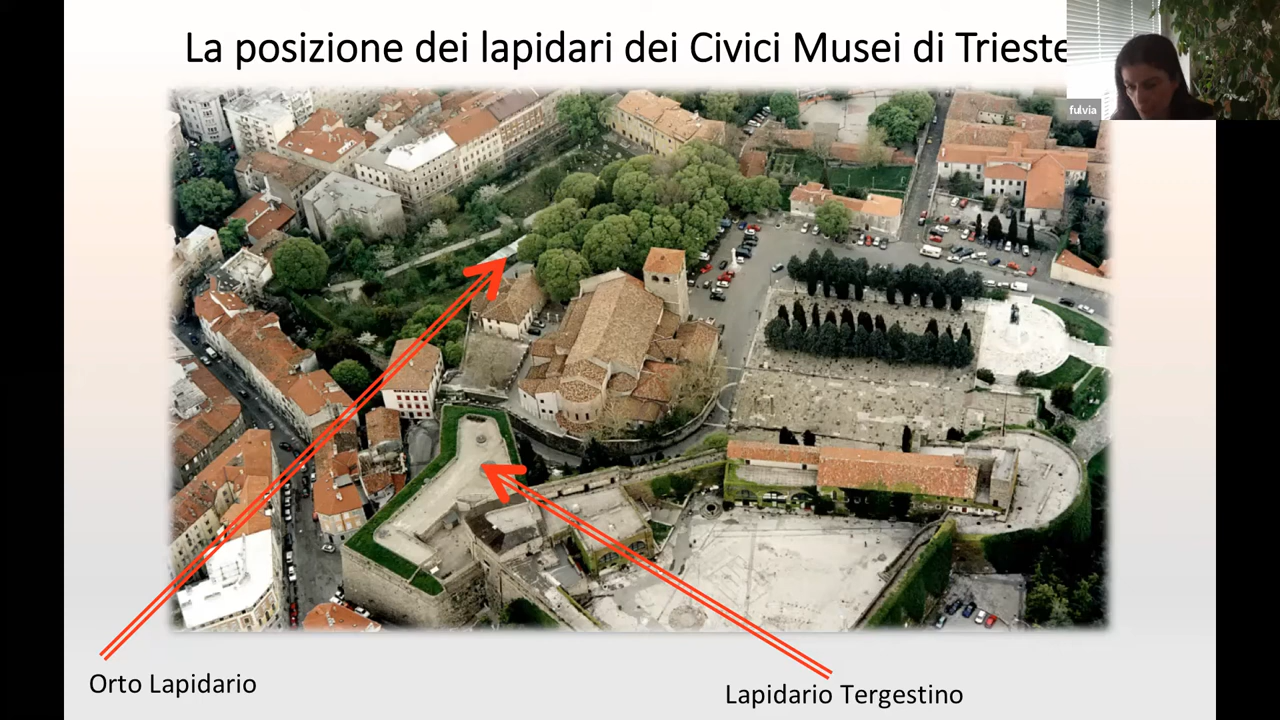 La posizione dei lapidari dei Civici Musei di Trieste
fulvia
Orto Lapidario
Lapidario Tergestino